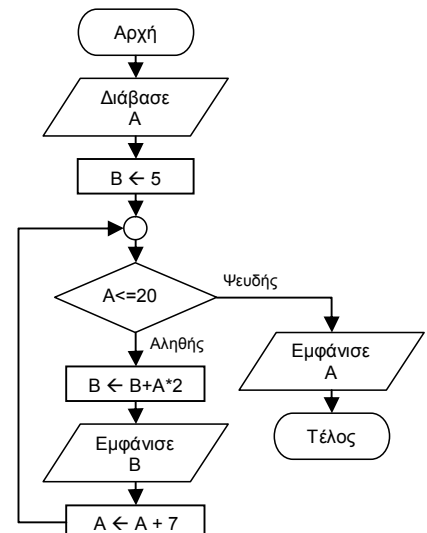 Αρχή
Διάβασε
Α
Β ← 5
Α<=20
Ψευδής
Αληθής
Β ← Β+Α*2
Εμφάνισε
Β
Α ← Α + 7
Εμφάνισε
Α
Τέλος